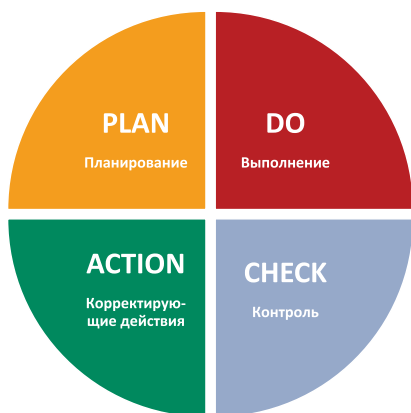 PLAN
Планирование
DO
Выполнение
ACTION
Корректирую-
щие действия
CHECK
Контроль